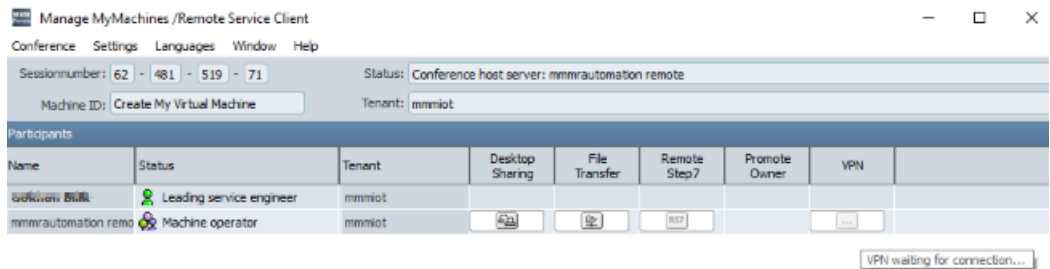 Manage MyMachines /Remote Service Client
Conference Settings Languages Window Help
Sessionnumber: 62 - 481 - 519 - 71 Status: Conference host server: mmmrautomation remote
Machine ID: Create My Virtual Machine Tenant: mmmiot
Participants
Name Status Tenant Desktop Sharing File Transfer Remote Step7 Promote Owner VPN
Leading service engineer mmmiot
mmmrautomation remo Machine operator mmmiot RS7 ...
VPN waiting for connection...